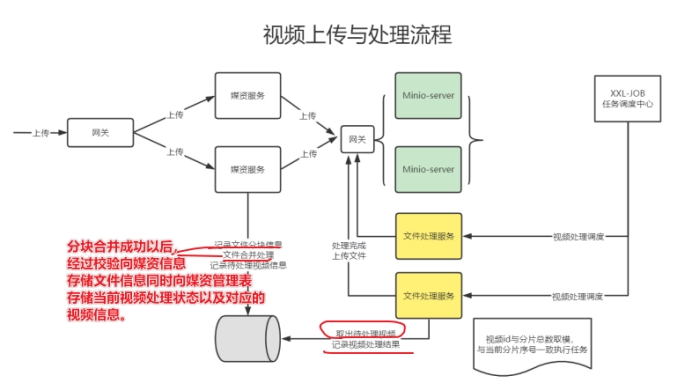 视频上传与处理流程
上传
网关
上传
上传
媒资服务
媒资服务
上传
上传
网关
Minio-server
Minio-server
XXL-JOB
任务调度中心
记录文件分块信息
文件合并处理
记录待处理视频信息
处理完成
上传文件
文件处理服务
文件处理服务
视频处理调度
视频处理调度
分块合并成功以后,
经过校验向媒资信息
存储文件信息同时向媒资管理表
存储当前视频处理状态以及对应的
视频信息。
取出待处理视频
记录视频处理结果
视频id与分片总数取模,
与当前分片序号一致执行任务